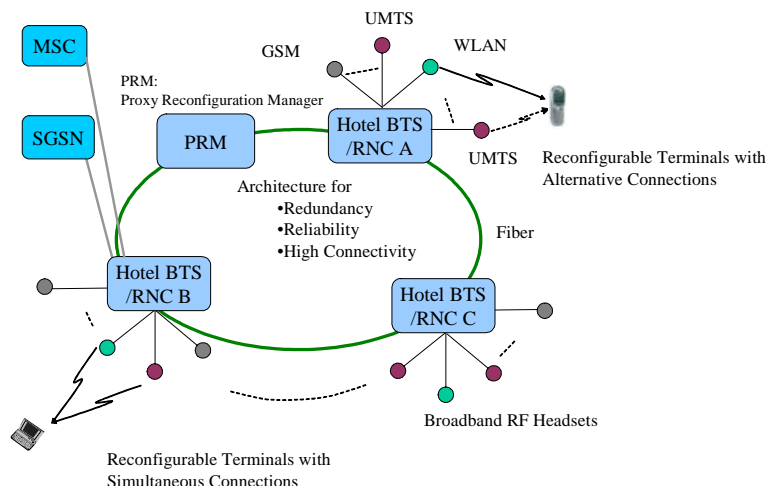 UMTS
MSC
GSM
WLAN
PRM:
Proxy Reconfiguration Manager
SGSN
PRM
Hotel BTS
/RNC A
UMTS
Reconfigurable Terminals with
Alternative Connections
Architecture for
•Redundancy
•Reliability
•High Connectivity
Fiber
Hotel BTS
/RNC B
Hotel BTS
/RNC C
Broadband RF Headsets
Reconfigurable Terminals with
Simultaneous Connections